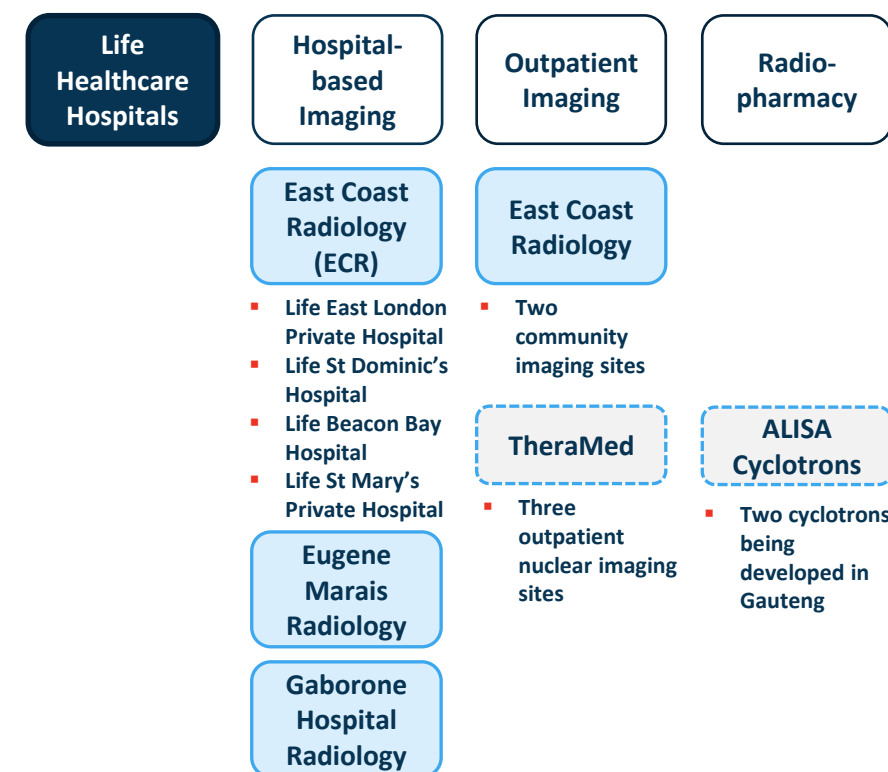 Life
Healthcare
Hospitals
Hospital-
based
Imaging
Outpatient
Imaging
Radio-
pharmacy
East Coast
Radiology
(ECR)
▪ Life East London
Private Hospital
▪ Life St Dominic’s
Hospital
▪ Life Beacon Bay
Hospital
▪ Life St Mary’s
Private Hospital
Eugene
Marais
Radiology
Gaborone
Hospital
Radiology
East Coast
Radiology
▪ Two
community
imaging sites
TheraMed
▪ Three
outpatient
nuclear imaging
sites
ALISA
Cyclotrons
▪ Two cyclotrons
being
developed in
Gauteng